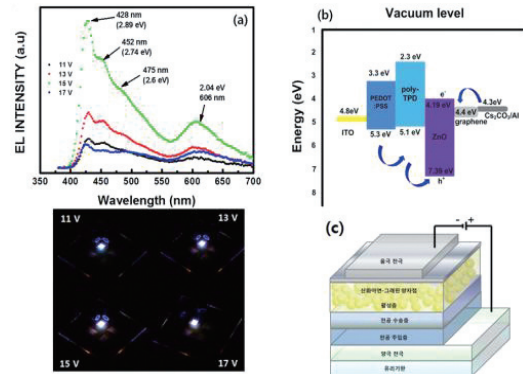 (a)
428 nm
(2.89 eV)
452 nm
(2.74 eV)
475 nm
(2.6 eV)
2.04 eV
606 nm
11 V
13 V
15 V
17 V
EL INTENSITY (a.u)
350 400 450 500 550 600 650 700
Wavelength (nm)
11 V
13 V
15 V
17 V
(b)
Vacuum level
Energy (eV)
1
2
3
4
5
6
7
8
4.8eV
ITO
3.3 eV
PEDOT
:PSS
5.3 eV
2.3 eV
poly-
TPD
5.1 eV
e-
4.19 eV
ZnO
7.39 eV
h+
4.4 eV
graphene
4.3eV
Cs2CO3/Al
(c)
- +
음극 전극
산화아연-그래핀 양자점
활성층
전공 수송층
전공 주입층
양극 전극
유리기판